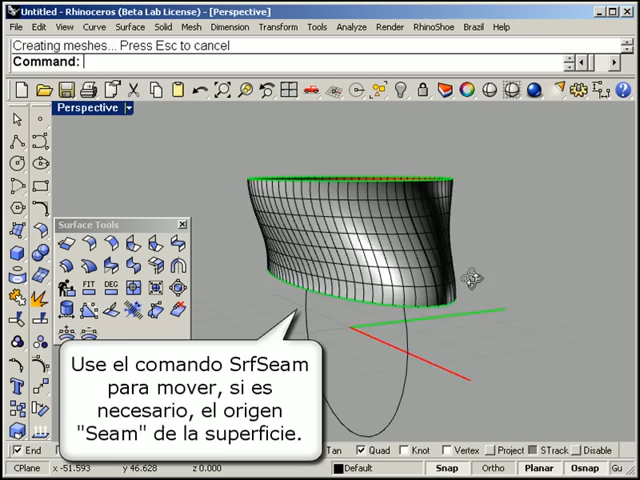 Untitled - Rhinoceros (Beta Lab License) - [Perspective]
File Edit View Curve Surface Solid Mesh Dimension Transform Tools Analyze Render RhinoShoe Brazil Help
Creating meshes... Press Esc to cancel
Command:
Perspective
Surface Tools
FIT DEG
Use el comando SrfSeam
para mover, si es
necesario, el origen
"Seam" de la superficie.
End Tan Quad Knot Vertex Project STrack Disable
CPlane x -51.593 y 46.628 z 0.000 Default Snap Ortho Planar Osnap Gu